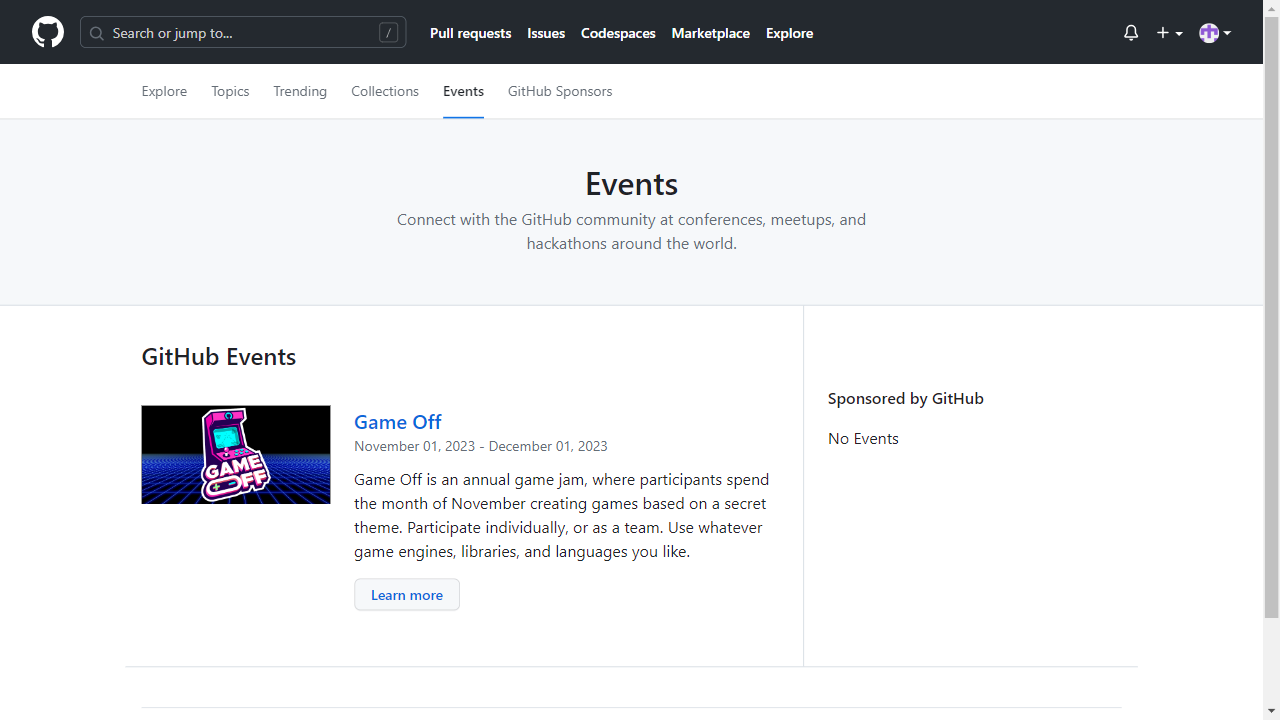 Search or jump to... /
Pull requests Issues Codespaces Marketplace Explore
Explore Topics Trending Collections Events GitHub Sponsors
Events
Connect with the GitHub community at conferences, meetups, and
hackathons around the world.
GitHub Events
GAME
OFF
Game Off
November 01, 2023 - December 01, 2023
Game Off is an annual game jam, where participants spend
the month of November creating games based on a secret
theme. Participate individually, or as a team. Use whatever
game engines, libraries, and languages you like.
Learn more
Sponsored by GitHub
No Events